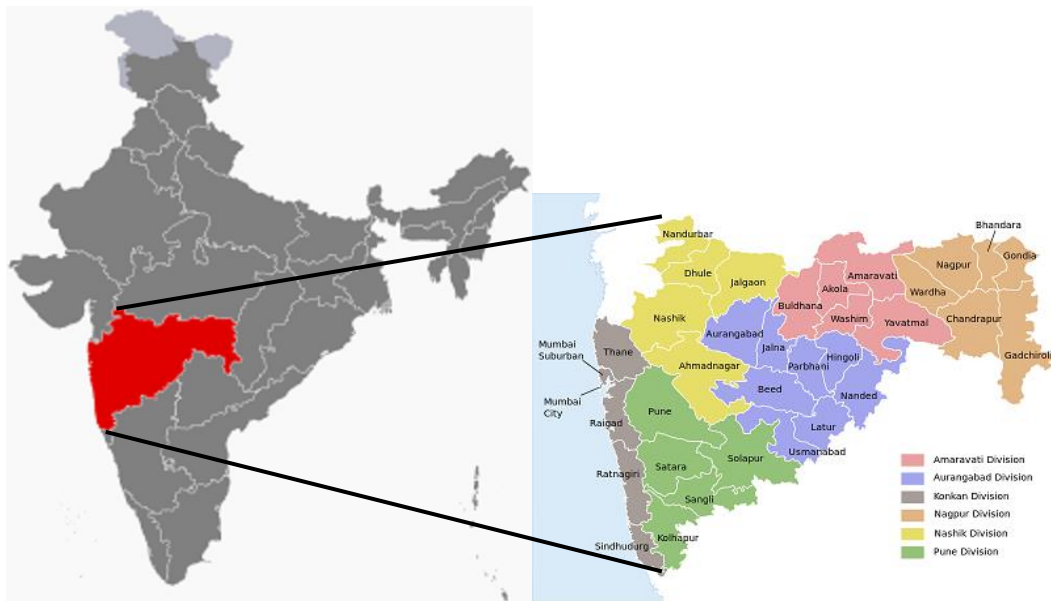 Bhandara
Nandurbar
Gondia
Nagpur
Dhule
Jalgaon
Amaravati
Akola
Wardha
Buldhana
Nashik
Washim
Yavatmal
Chandrapur
Aurangabad
Mumbai
Suburban
Thane
Jalna
Hingoli
Gadchiroli
Ahmadnagar
Parbhani
Beed
Nanded
Mumbai
City
Pune
Raigad
Latur
Usmanabad
Solapur
Satara
Ratnagiri
Sangli
Kolhapur
Sindhudurg
Amaravati Division
Aurangabad Division
Konkan Division
Nagpur Division
Nashik Division
Pune Division